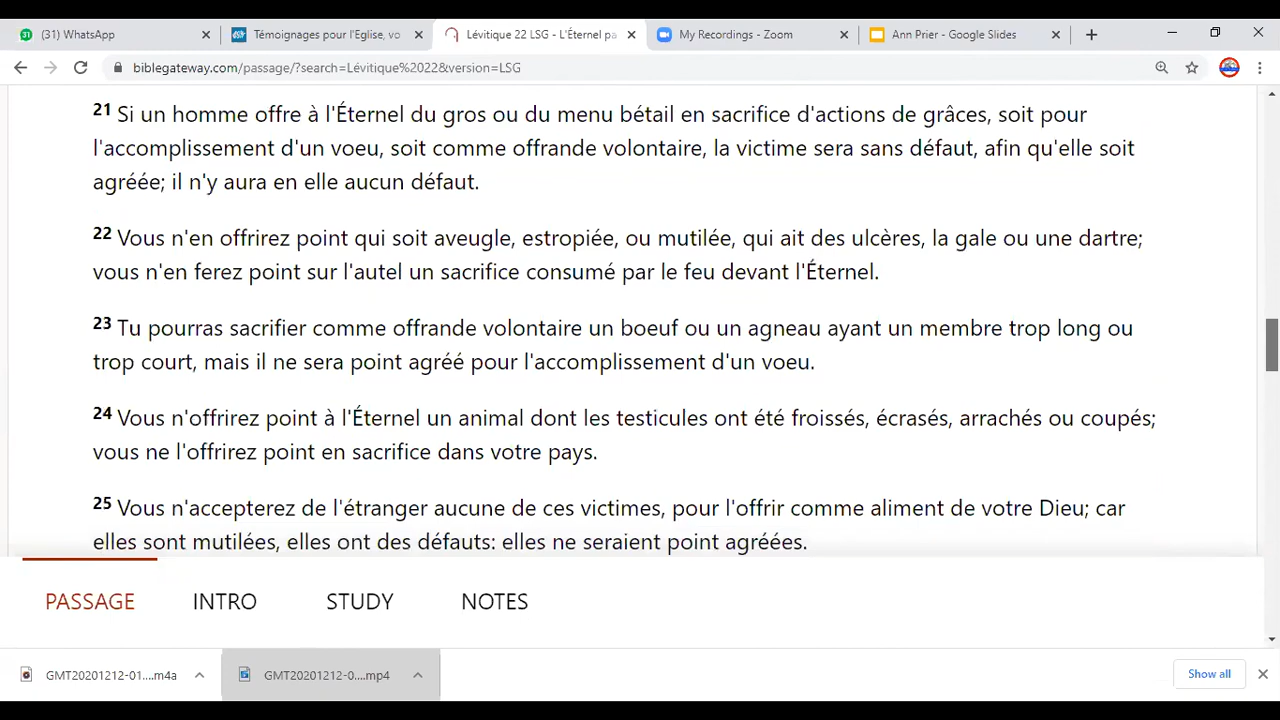 (31) WhatsApp
Témoignages pour l'Eglise, vo
Lévitique 22 LSG - L'Éternel pa
My Recordings - Zoom
Ann Prier - Google Slides
biblegateway.com/passage/?search=Lévitique%2022&version=LSG
21 Si un homme offre à l'Éternel du gros ou du menu bétail en sacrifice d'actions de grâces, soit pour
l'accomplissement d'un voeu, soit comme offrande volontaire, la victime sera sans défaut, afin qu'elle soit
agréée; il n'y aura en elle aucun défaut.
22 Vous n'en offrirez point qui soit aveugle, estropiée, ou mutilée, qui ait des ulcères, la gale ou une dartre;
vous n'en ferez point sur l'autel un sacrifice consumé par le feu devant l'Éternel.
23 Tu pourras sacrifier comme offrande volontaire un boeuf ou un agneau ayant un membre trop long ou
trop court, mais il ne sera point agréé pour l'accomplissement d'un voeu.
24 Vous n'offrirez point à l'Éternel un animal dont les testicules ont été froissés, écrasés, arrachés ou coupés;
vous ne l'offrirez point en sacrifice dans votre pays.
25 Vous n'accepterez de l'étranger aucune de ces victimes, pour l'offrir comme aliment de votre Dieu; car
elles sont mutilées, elles ont des défauts: elles ne seraient point agréées.
PASSAGE INTRO STUDY NOTES
GMT20201212-01....m4a
GMT20201212-0....mp4
Show all